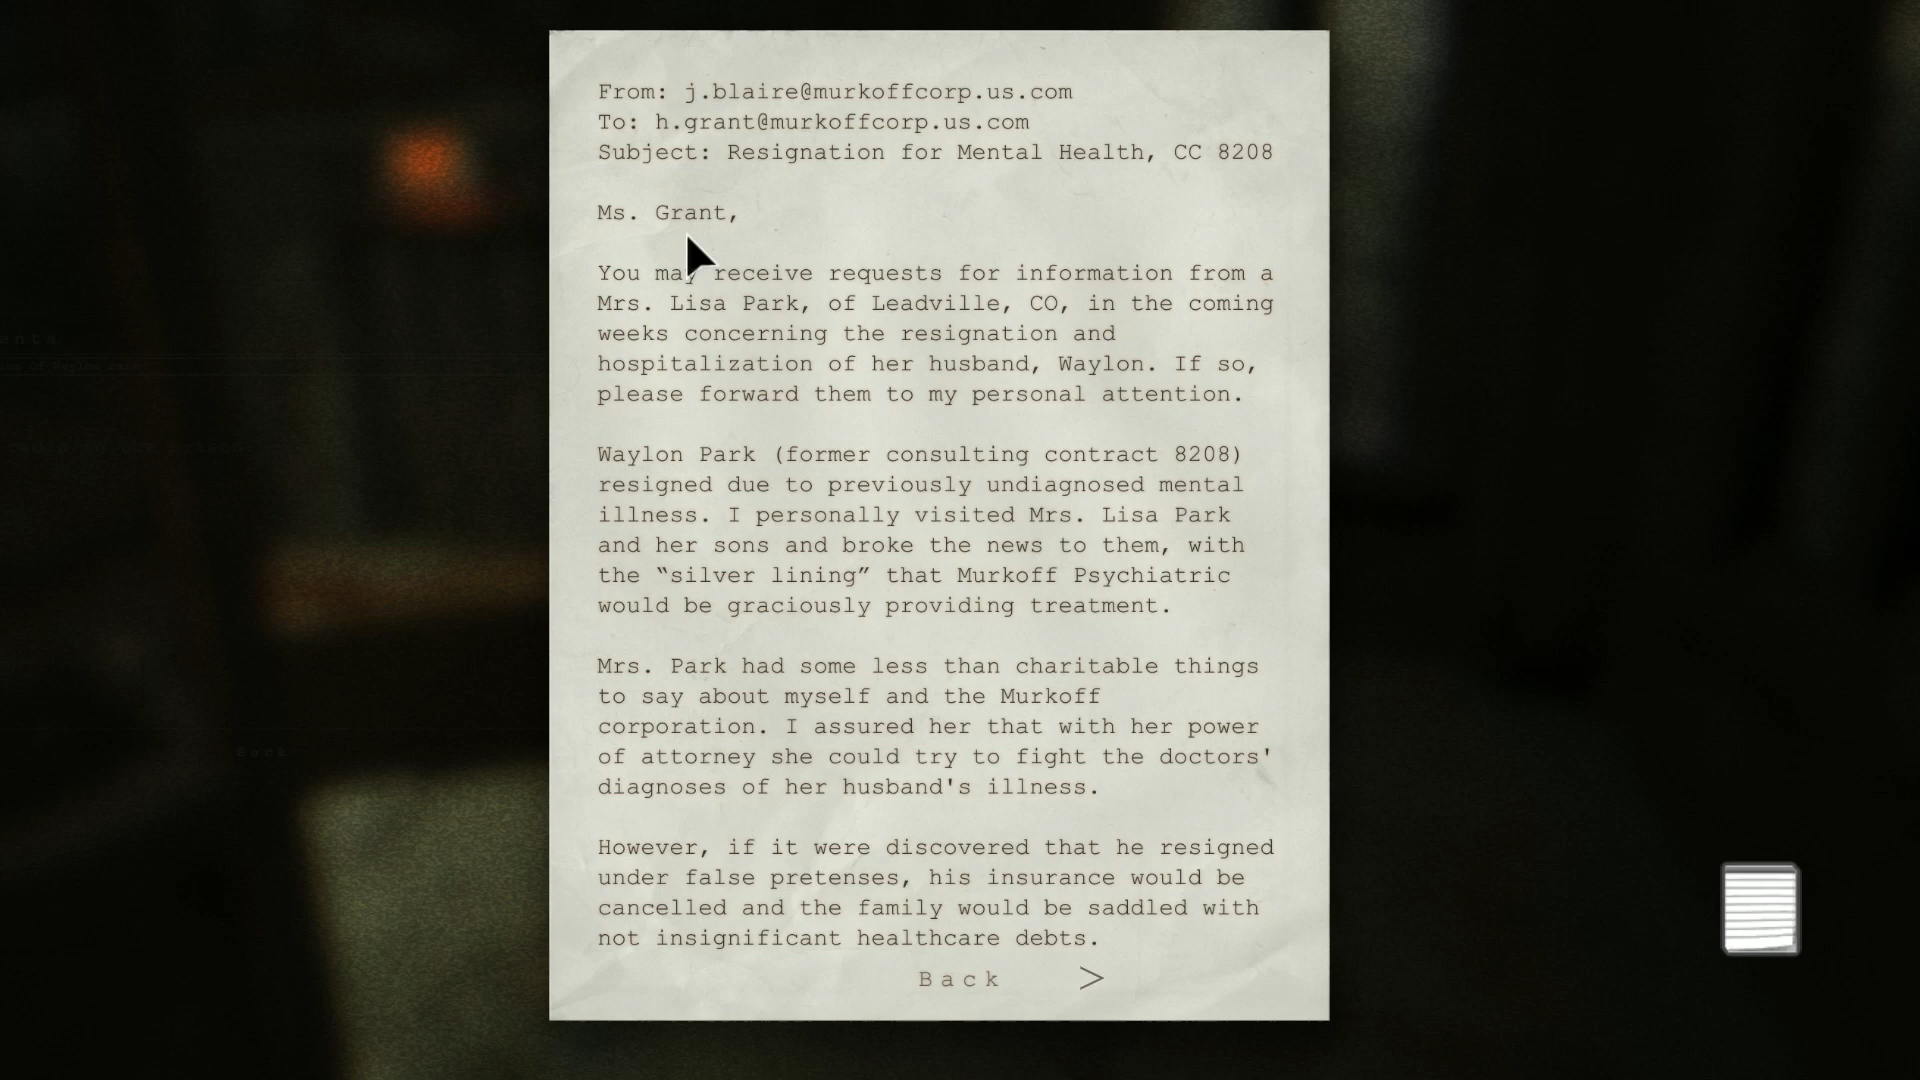 From: j.blaire@murkoffcorp.us.com
To: h.grant@murkoffcorp.us.com
Subject: Resignation for Mental Health, CC 8208
Ms. Grant,
You may receive requests for information from a
Mrs. Lisa Park, of Leadville, CO, in the coming
weeks concerning the resignation and
hospitalization of her husband, Waylon. If so,
please forward them to my personal attention.
Waylon Park (former consulting contract 8208)
resigned due to previously undiagnosed mental
illness. I personally visited Mrs. Lisa Park
and her sons and broke the news to them, with
the “silver lining” that Murkoff Psychiatric
would be graciously providing treatment.
Mrs. Park had some less than charitable things
to say about myself and the Murkoff
corporation. I assured her that with her power
of attorney she could try to fight the doctors'
diagnoses of her husband's illness.
However, if it were discovered that he resigned
under false pretenses, his insurance would be
cancelled and the family would be saddled with
not insignificant healthcare debts.
Back >
Back